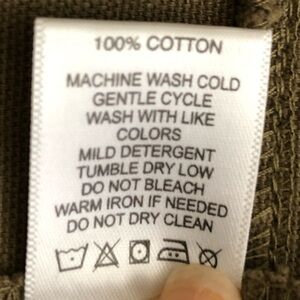 100% COTTON
MACHINE WASH COLD
GENTLE CYCLE
WASH WITH LIKE
COLORS
MILD DETERGENT
TUMBLE DRY LOW
DO NOT BLEACH
WARM IRON IF NEEDED
DO NOT DRY CLEAN